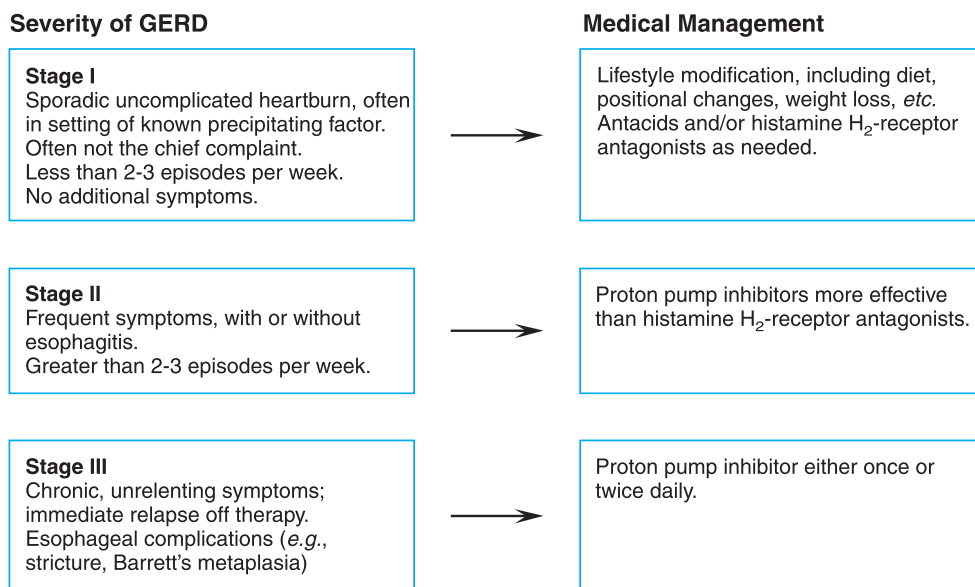 Severity of GERD
Medical Management
Stage I
Sporadic uncomplicated heartburn, often
in setting of known precipitating factor.
Often not the chief complaint.
Less than 2-3 episodes per week.
No additional symptoms.
Lifestyle modification, including diet,
positional changes, weight loss, etc.
Antacids and/or histamine H₂-receptor
antagonists as needed.
Stage II
Frequent symptoms, with or without
esophagitis.
Greater than 2-3 episodes per week.
Proton pump inhibitors more effective
than histamine H₂-receptor antagonists.
Stage III
Chronic, unrelenting symptoms;
immediate relapse off therapy.
Esophageal complications (e.g.,
stricture, Barrett's metaplasia)
Proton pump inhibitor either once or
twice daily.